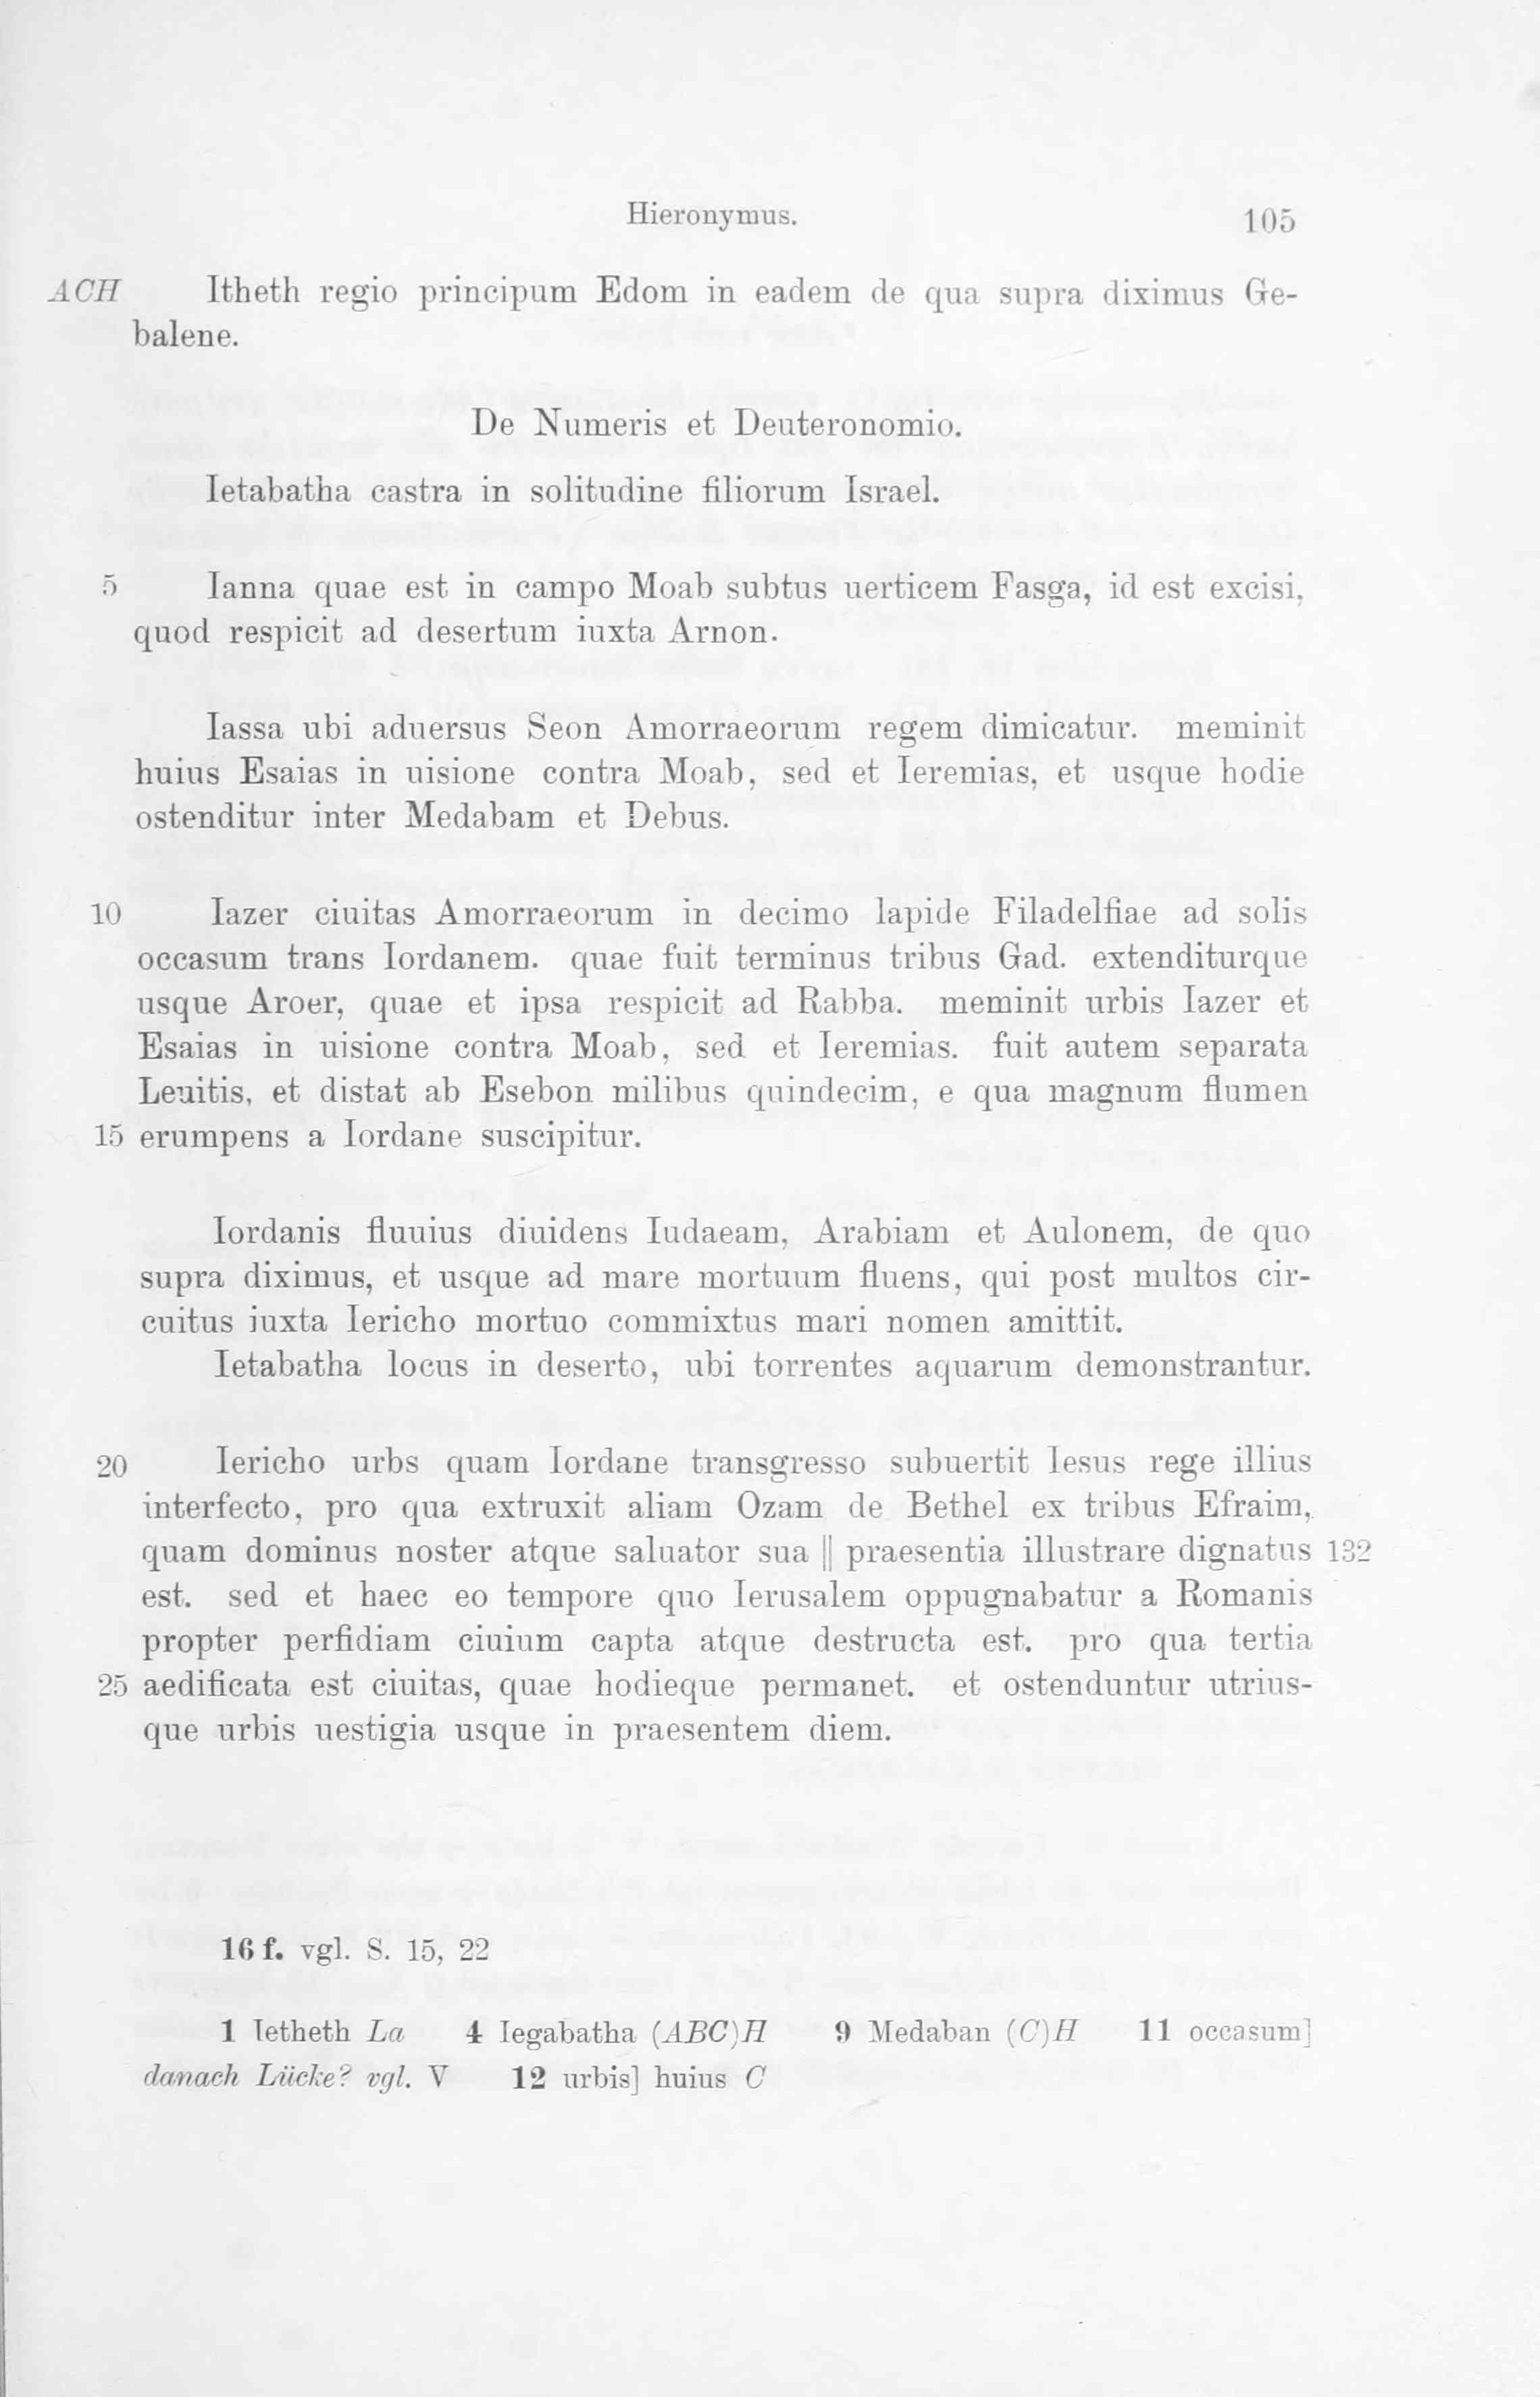 Hieronymus. 105
ACH Itheth regio principum Edom in eadem de qua supra diximus Ge-
balene.
De Numeris et Deuteronomio.
Ietabatha castra in solitudine filiorum Israel.
5 Ianna quae est in campo Moab subtus uerticem Fasga, id est excisi,
quod respicit ad desertum iuxta Arnon.
Iassa ubi aduersus Seon Amorraeorum regem dimicatur. meminit
huius Esaias in uisione contra Moab, sed et Ieremias, et usque hodie
ostenditur inter Medabam et Debus.
10 Iazer ciuitas Amorraeorum in decimo lapide Filadelfiae ad solis
occasum trans Iordanem. quae fuit terminus tribus Gad. extenditurque
usque Aroer, quae et ipsa respicit ad Rabba. meminit urbis Iazer et
Esaias in uisione contra Moab, sed et Ieremias. fuit autem separata
Leuitis, et distat ab Esebon milibus quindecim, e qua magnum flumen
15 erumpens a Iordane suscipitur.
Iordanis fluuius diuidens Iudaeam, Arabiam et Aulonem, de quo
supra diximus, et usque ad mare mortuum fluens, qui post multos cir-
cuitus iuxta Iericho mortuo commixtus mari nomen amittit.
Ietabatha locus in deserto, ubi torrentes aquarum demonstrantur.
20 Iericho urbs quam Iordane transgresso subuertit Iesus rege illius
interfecto, pro qua extruxit aliam Ozam de Bethel ex tribus Efraim,
quam dominus noster atque saluator sua || praesentia illustrare dignatus 132
est. sed et haec eo tempore quo Ierusalem oppugnabatur a Romanis
propter perfidiam ciuium capta atque destructa est. pro qua tertia
25 aedificata est ciuitas, quae hodieque permanet. et ostenduntur utrius-
que urbis uestigia usque in praesentem diem.
16 f. vgl. S. 15, 22
1 Ietheth La 4 Iegabatha (ABC)H 9 Medaban (C)H 11 occasum]
danach Lücke? vgl. V 12 urbis] huius C